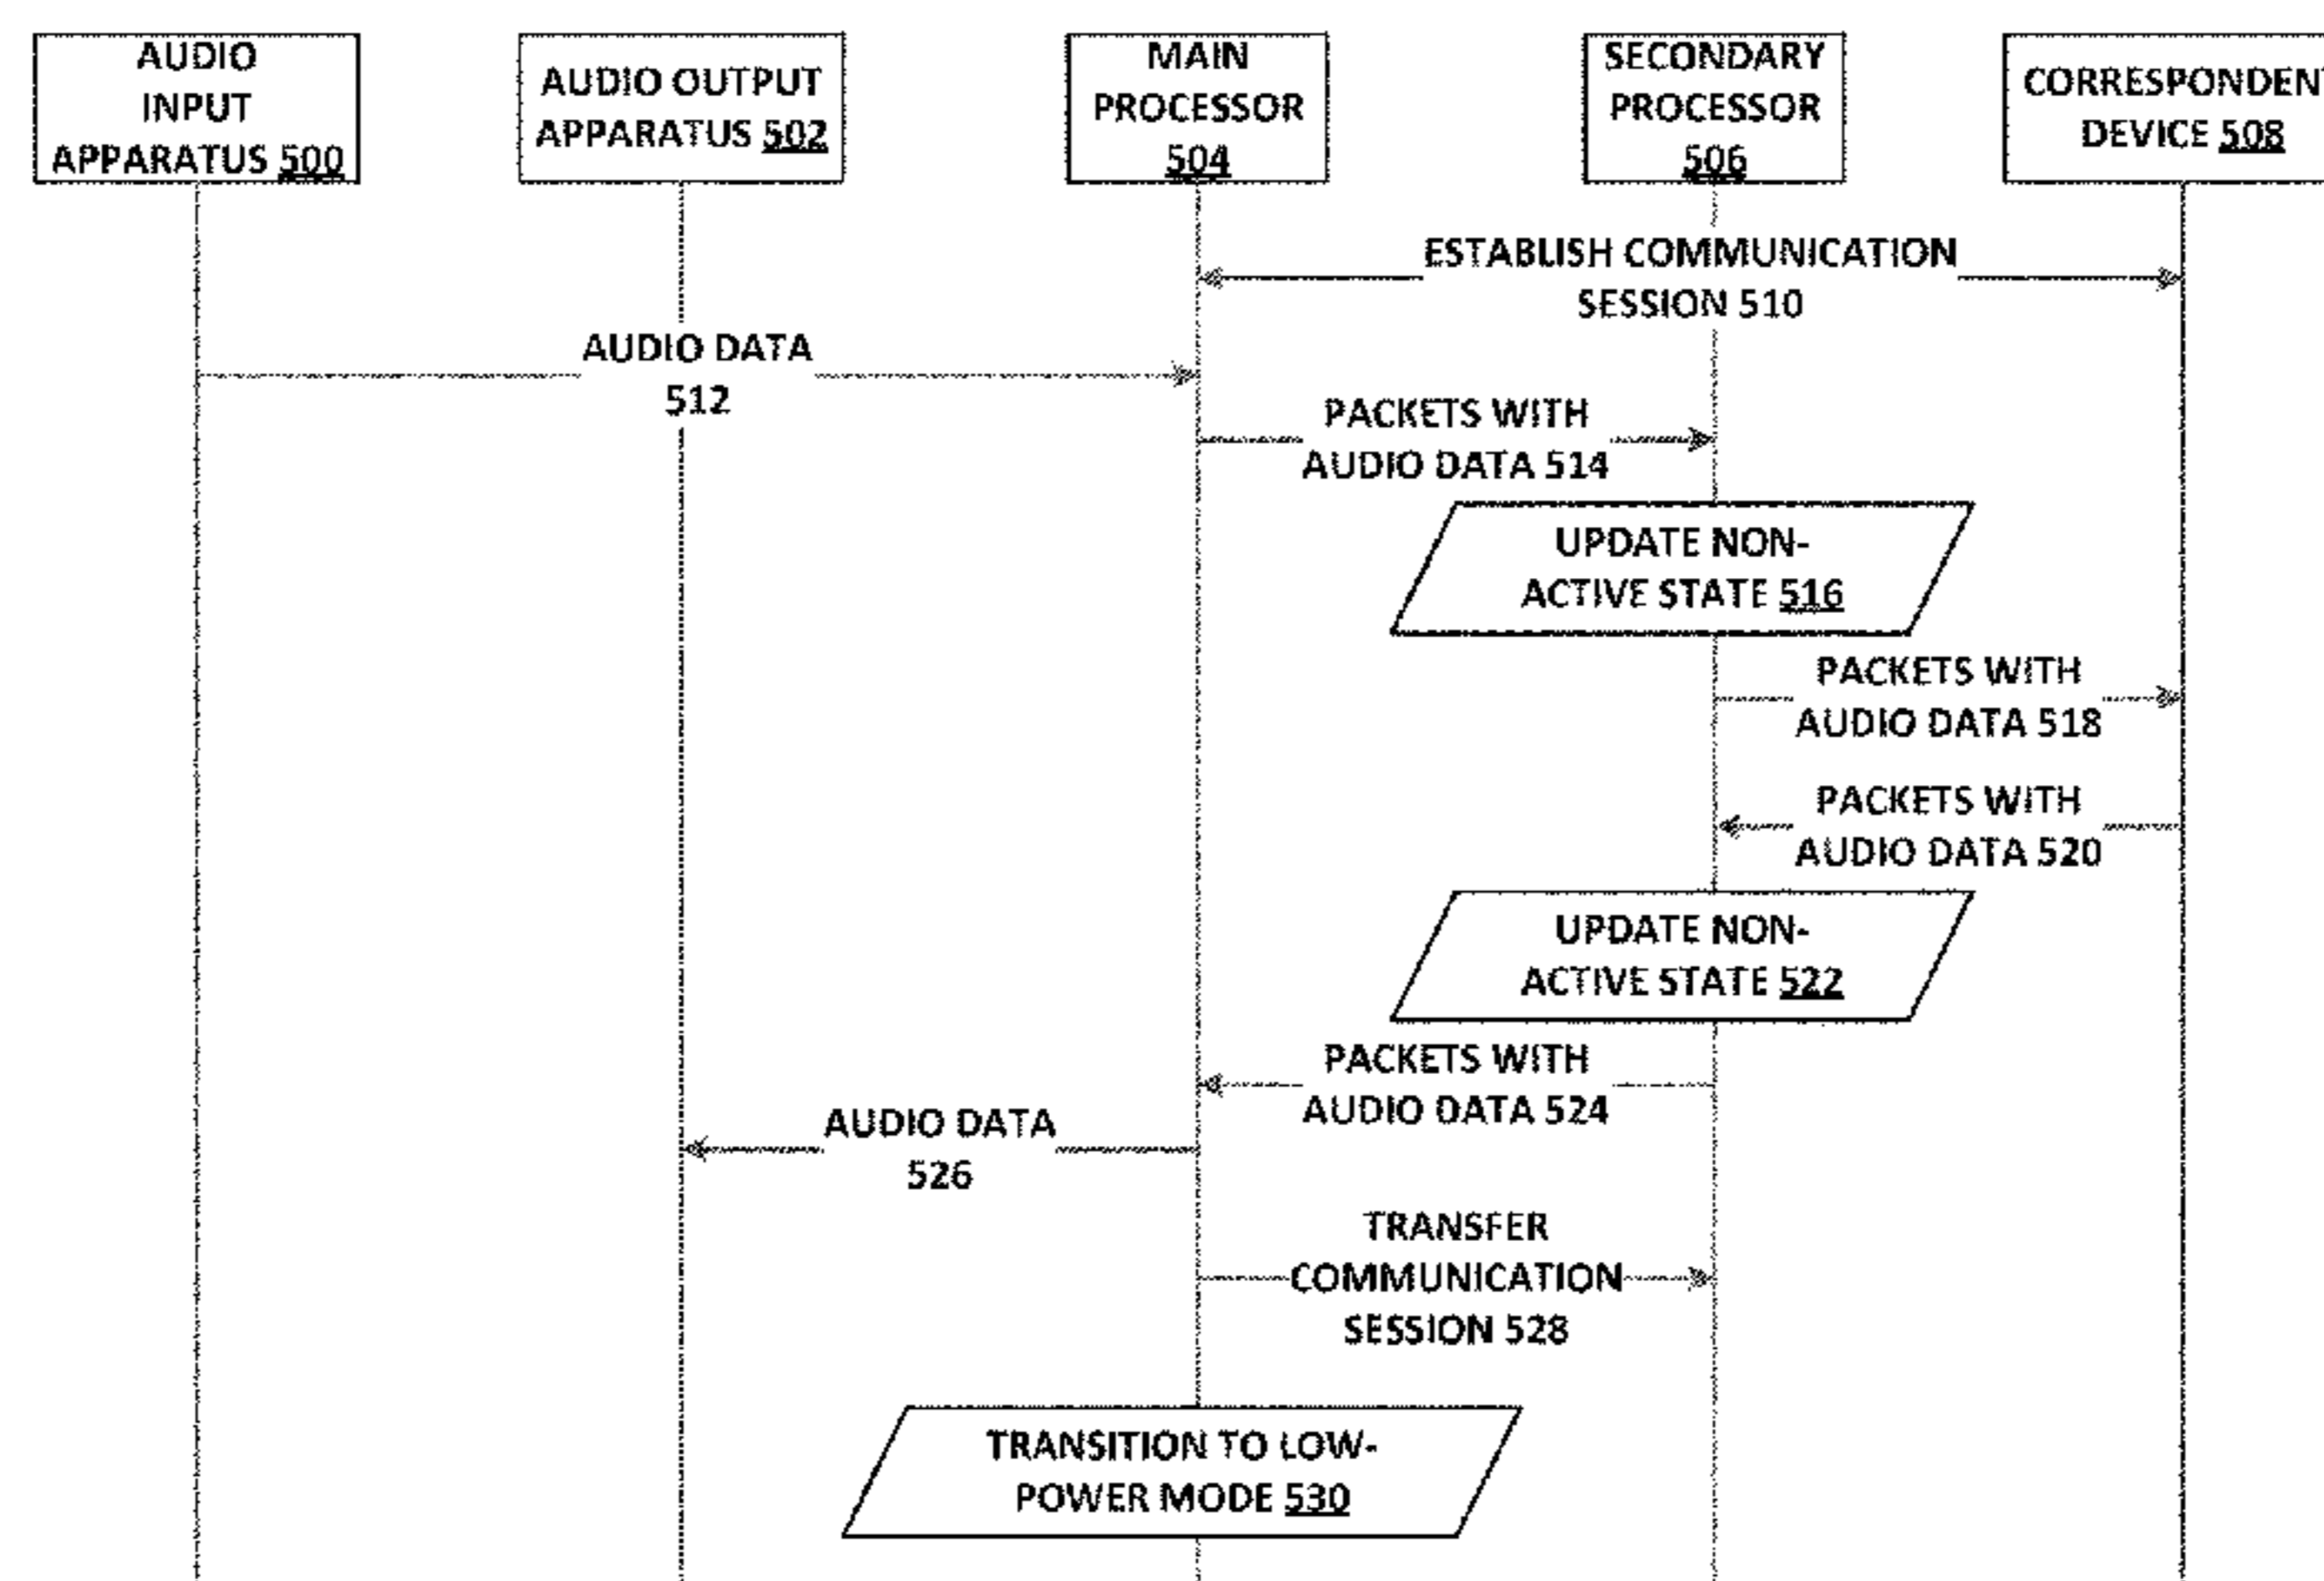 AUDIO
INPUT
APPARATUS 500
AUDIO OUTPUT
APPARATUS 502
MAIN
PROCESSOR
504
SECONDARY
PROCESSOR
506
CORRESPONDENT
DEVICE 508
ESTABLISH COMMUNICATION
SESSION 510
AUDIO DATA
512
PACKETS WITH
AUDIO DATA 514
UPDATE NON-
ACTIVE STATE 516
PACKETS WITH
AUDIO DATA 518
PACKETS WITH
AUDIO DATA 520
UPDATE NON-
ACTIVE STATE 522
PACKETS WITH
AUDIO DATA 524
AUDIO DATA
526
TRANSFER
COMMUNICATION
SESSION 528
TRANSITION TO LOW-
POWER MODE 530